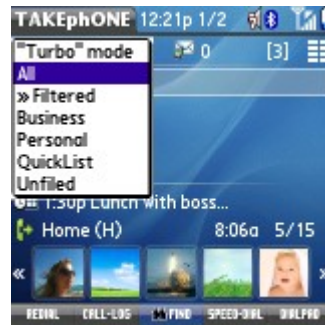 TAKEphONE 12:21p 1/2
"Turbo" mode
0 [3]
All
» Filtered
Business
Personal
QuickList
Unfiled
1:30p Lunch with boss...
Home (H) 8:06a 5/15
« »
REDIAL CALL-LOG FIND SPEED-DIAL DIALPAD